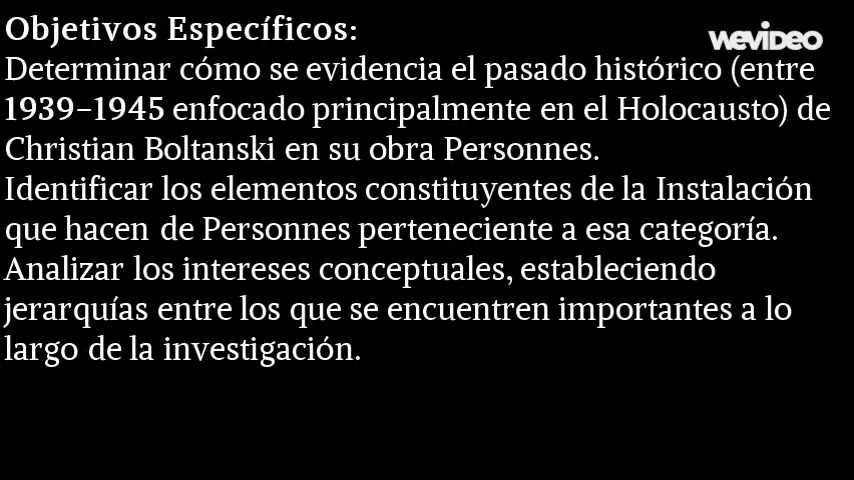 Objetivos Específicos:
WEVIDEO
Determinar cómo se evidencia el pasado histórico (entre
1939-1945 enfocado principalmente en el Holocausto) de
Christian Boltanski en su obra Personnes.
Identificar los elementos constituyentes de la Instalación
que hacen de Personnes perteneciente a esa categoría.
Analizar los intereses conceptuales, estableciendo
jerarquías entre los que se encuentren importantes a lo
largo de la investigación.